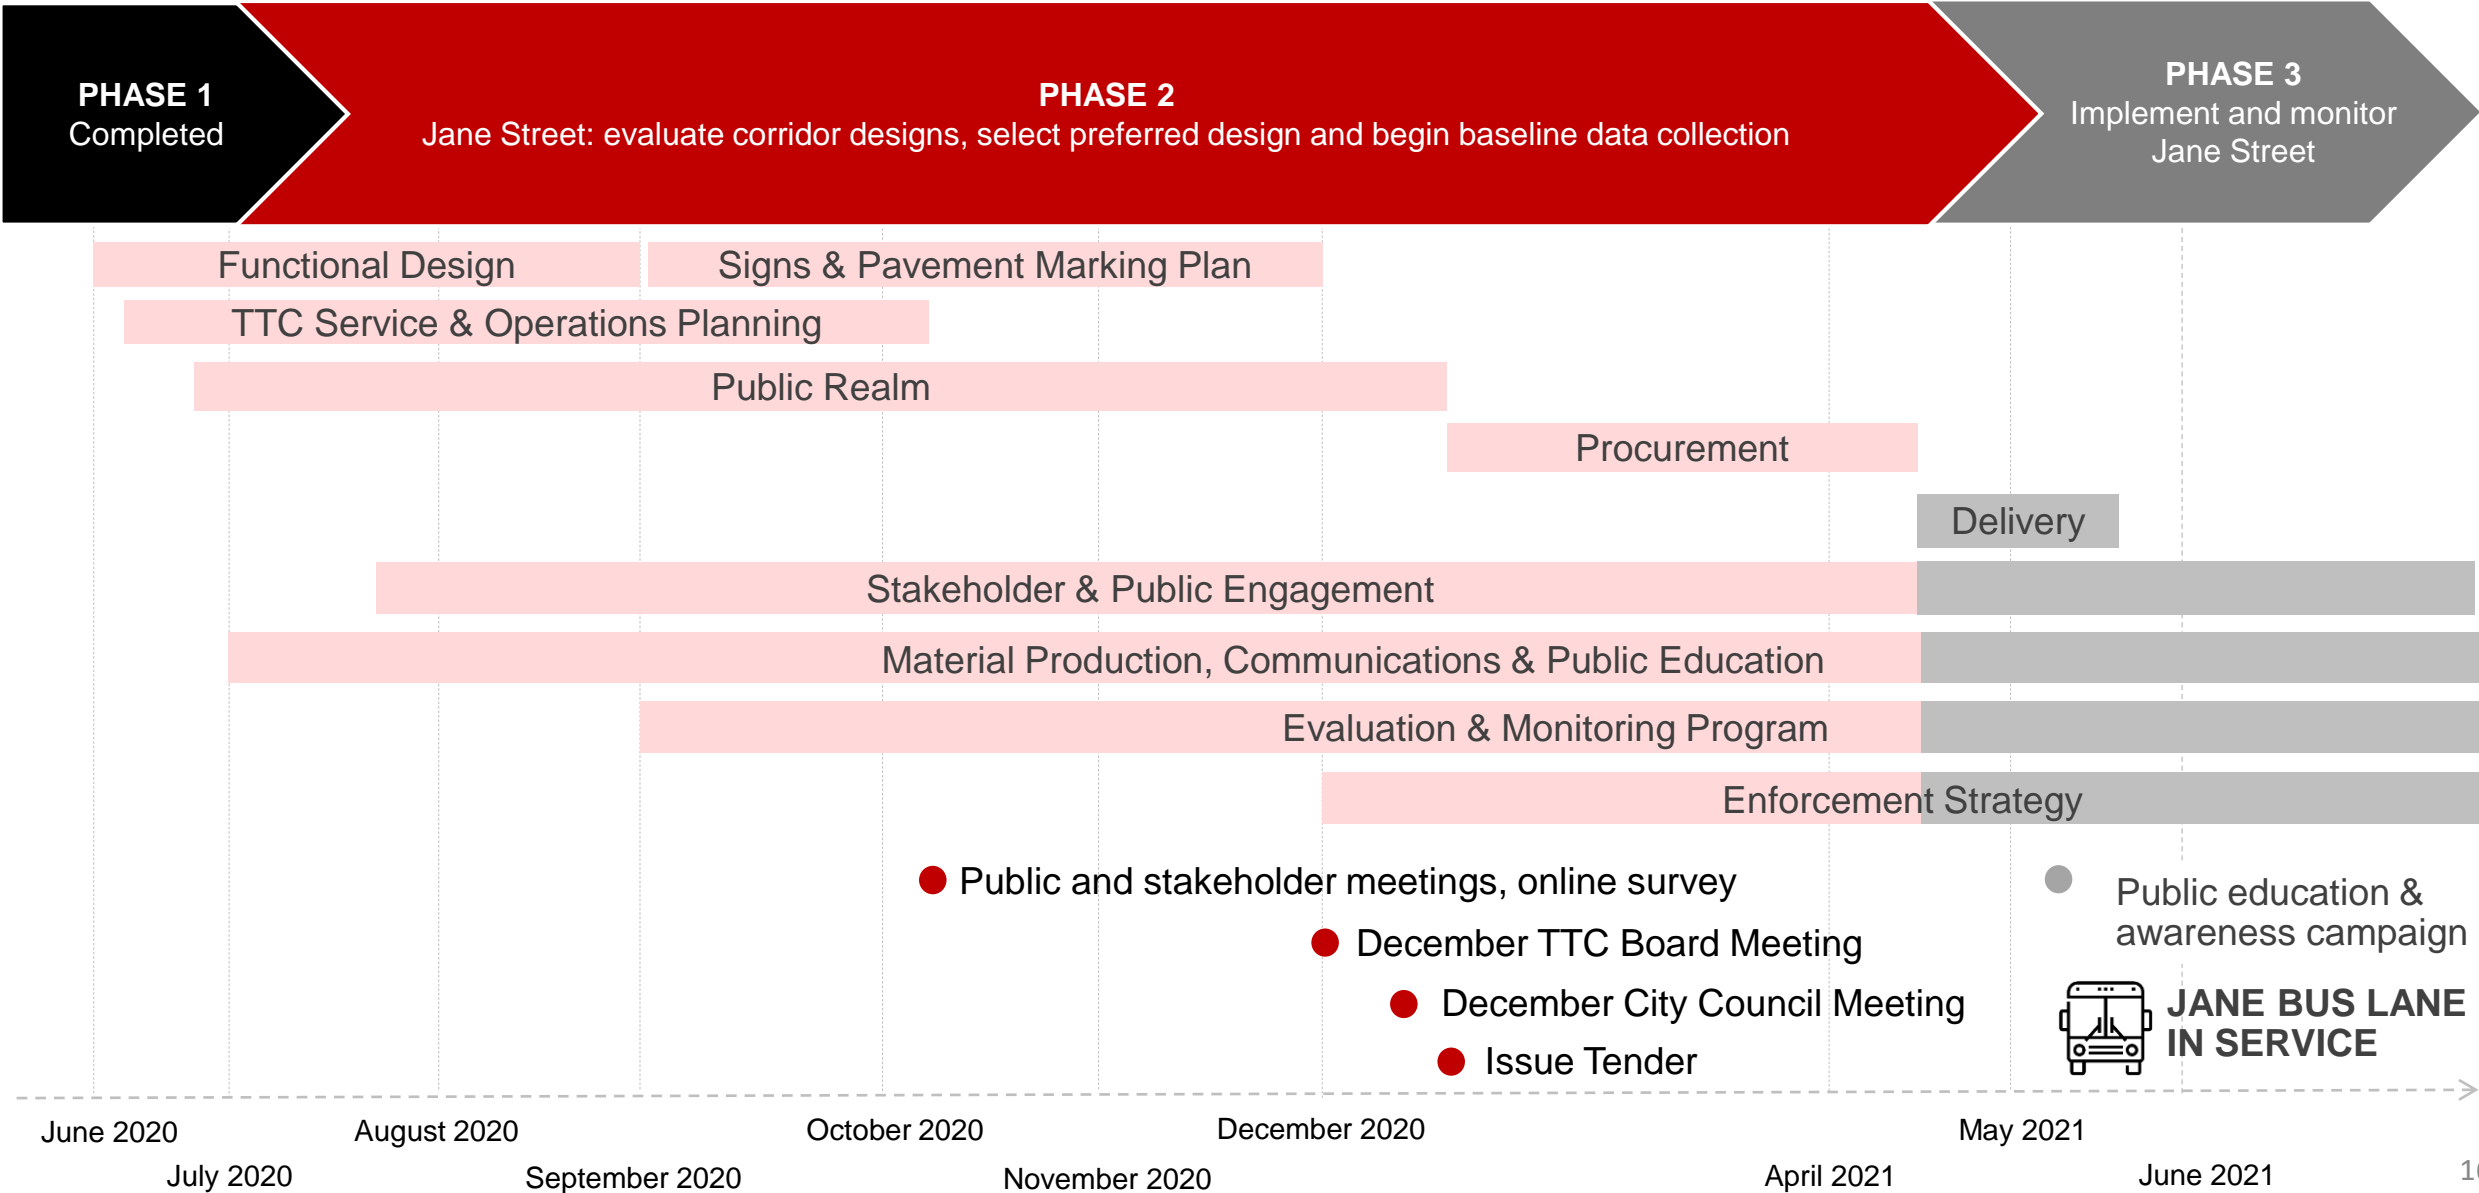 PHASE 1
Completed
PHASE 2
Jane Street: evaluate corridor designs, select preferred design and begin baseline data collection
PHASE 3
Implement and monitor
Jane Street
Functional Design
Signs & Pavement Marking Plan
TTC Service & Operations Planning
Public Realm
Procurement
Delivery
Stakeholder & Public Engagement
Material Production, Communications & Public Education
Evaluation & Monitoring Program
Enforcement Strategy
Public and stakeholder meetings, online survey
Public education &
awareness campaign
December TTC Board Meeting
December City Council Meeting
JANE BUS LANE
IN SERVICE
Issue Tender
June 2020
July 2020
August 2020
September 2020
October 2020
November 2020
December 2020
April 2021
May 2021
June 2021